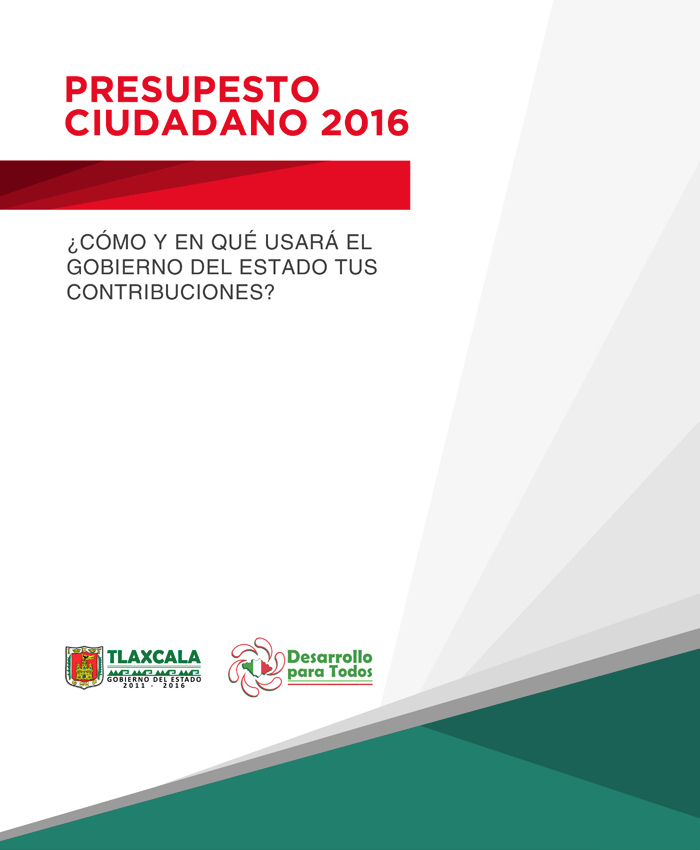 PRESUPESTO
CIUDADANO 2016
¿CÓMO Y EN QUÉ USARÁ EL
GOBIERNO DEL ESTADO TUS
CONTRIBUCIONES?
TLAXCALA
GOBIERNO DEL ESTADO
2011 - 2016
Desarrollo
para Todos